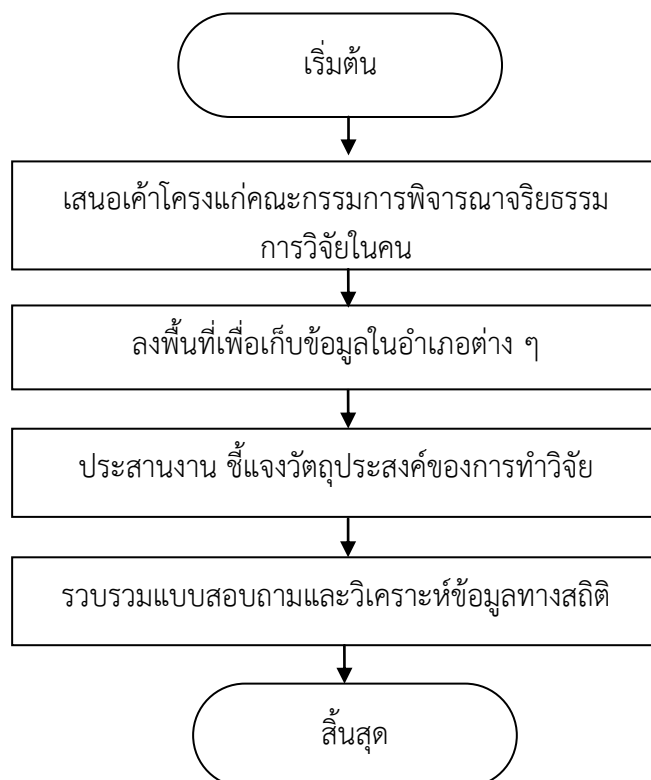 เริ่มต้น
เสนอเค้าโครงแก่คณะกรรมการพิจารณาจริยธรรม
การวิจัยในคน
ลงพื้นที่เพื่อเก็บข้อมูลในอำเภอต่าง ๆ
ประสานงาน ชี้แจงวัตถุประสงค์ของการทำวิจัย
รวบรวมแบบสอบถามและวิเคราะห์ข้อมูลทางสถิติ
สิ้นสุด